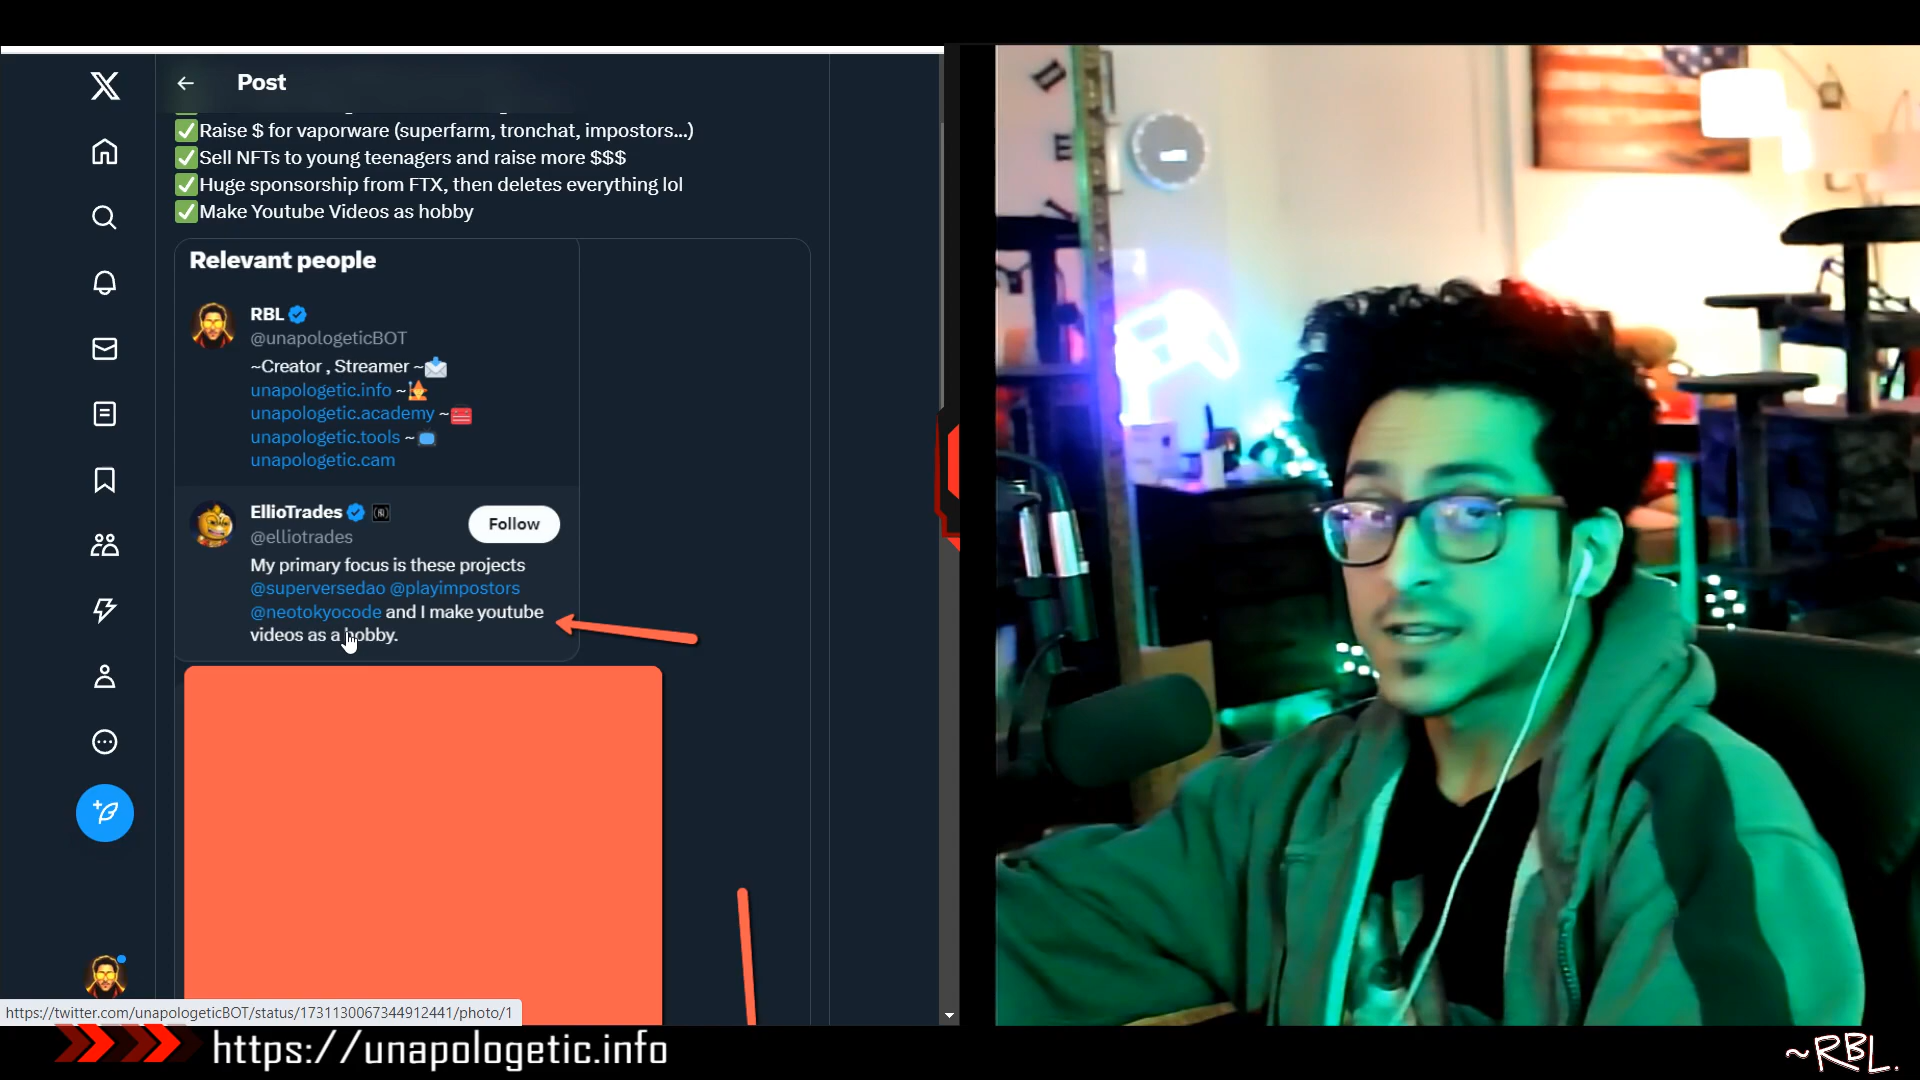 Post
✅Raise $ for vaporware (superfarm, tronchat, impostors...)
✅Sell NFTs to young teenagers and raise more $$$
✅Huge sponsorship from FTX, then deletes everything lol
✅Make Youtube Videos as hobby
Relevant people
RBL
@unapologeticBOT
~Creator , Streamer ~📩
unapologetic.info ~🧙
unapologetic.academy ~🧰
unapologetic.tools ~📺
unapologetic.cam
EllioTrades
Follow
@elliotrades
My primary focus is these projects
@superversedao @playimpostors
@neotokyocode and I make youtube
videos as a hobby.
https://twitter.com/unapologeticBOT/status/1731130067344912441/photo/1
https://unapologetic.info
~RBL.